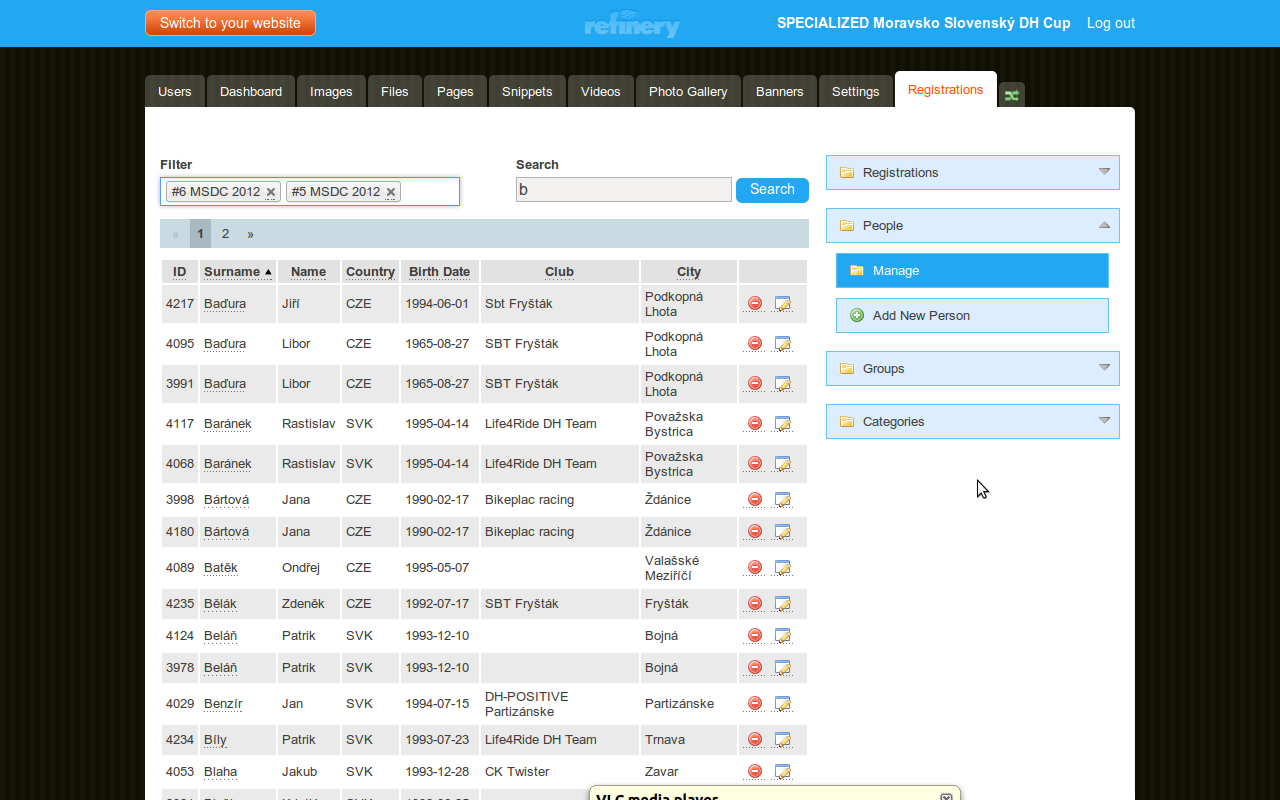 Switch to your website
refinery
SPECIALIZED Moravsko Slovenský DH Cup Log out
Users Dashboard Images Files Pages Snippets Videos Photo Gallery Banners Settings Registrations
Filter Search
#6 MSDC 2012 #5 MSDC 2012 b Search
« 1 2 »
ID Surname Name Country Birth Date Club City
4217 Baďura Jiří CZE 1994-06-01 Sbt Fryšták Podkopná
Lhota
4095 Baďura Libor CZE 1965-08-27 SBT Fryšták Podkopná
Lhota
3991 Baďura Libor CZE 1965-08-27 SBT Fryšták Podkopná
Lhota
4117 Baránek Rastislav SVK 1995-04-14 Life4Ride DH Team Považska
Bystrica
4068 Baránek Rastislav SVK 1995-04-14 Life4Ride DH Team Považska
Bystrica
3998 Bártová Jana CZE 1990-02-17 Bikeplac racing Ždánice
4180 Bártová Jana CZE 1990-02-17 Bikeplac racing Ždánice
4089 Batěk Ondřej CZE 1995-05-07 Valašské
Meziříčí
4235 Bělák Zdeněk CZE 1992-07-17 SBT Fryšták Fryšták
4124 Beláň Patrik SVK 1993-12-10 Bojná
3978 Beláň Patrik SVK 1993-12-10 Bojná
4029 Benzír Jan SVK 1994-07-15 DH-POSITIVE
Partizánske Partizánske
4234 Bíly Patrik SVK 1993-07-23 Life4Ride DH Team Trnava
4053 Blaha Jakub SVK 1993-12-28 CK Twister Zavar
Registrations
People
Manage
Add New Person
Groups
Categories
VLC media player